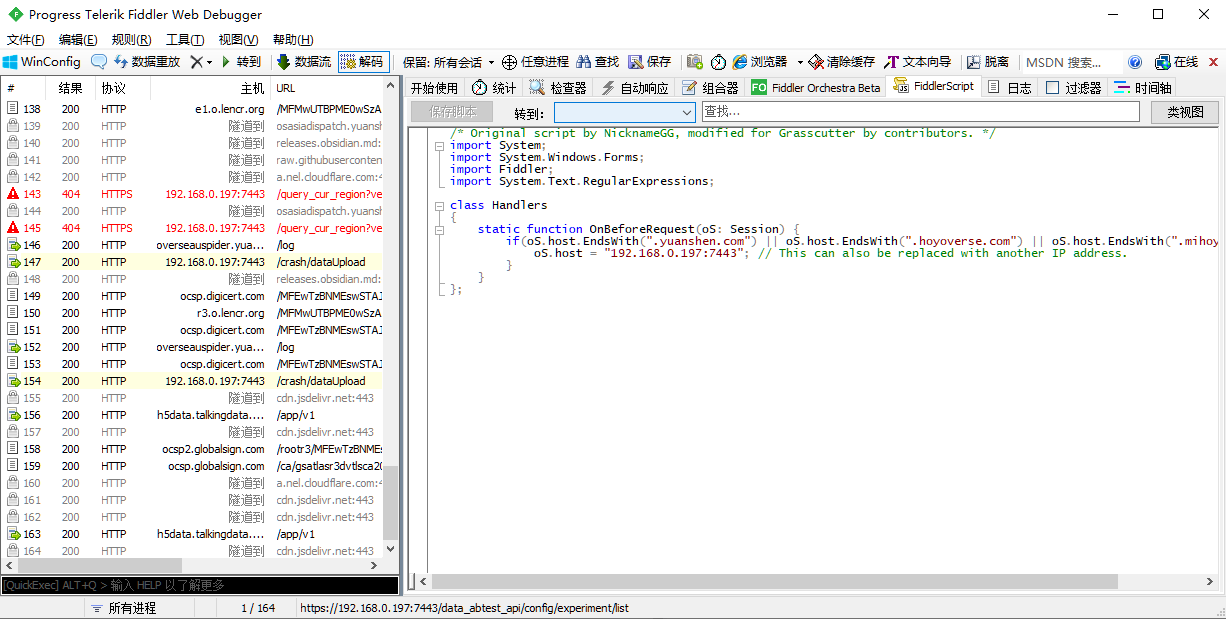 Progress Telerik Fiddler Web Debugger
文件(F) 编辑(E) 规则(R) 工具(T) 视图(V) 帮助(H)
WinConfig 数据重放 转到 数据流 解码 保留: 所有会话 任意进程 查找 保存 浏览器 清除缓存 文本向导 脱离 MSDN 搜索... 在线
# 结果 协议 主机 URL
138 200 HTTP e1.o.lencr.org /MFMwUTBPME0wSzA
139 200 HTTP 隧道到 osasiadispatch.yuansh
140 200 HTTP 隧道到 releases.obsidian.md:
141 200 HTTP 隧道到 raw.githubuserconten
142 200 HTTP 隧道到 a.nel.cloudflare.com:4
143 404 HTTPS 192.168.0.197:7443 /query_cur_region?ve
144 200 HTTP 隧道到 osasiadispatch.yuansh
145 404 HTTPS 192.168.0.197:7443 /query_cur_region?ve
146 200 HTTP overseauspider.yua... /log
147 200 HTTP 192.168.0.197:7443 /crash/dataUpload
148 200 HTTP 隧道到 releases.obsidian.md:
149 200 HTTP ocsp.digicert.com /MFEwTzBNMEswSTAJ
150 200 HTTP r3.o.lencr.org /MFMwUTBPME0wSzA
151 200 HTTP ocsp.digicert.com /MFEwTzBNMEswSTAJ
152 200 HTTP overseauspider.yua... /log
153 200 HTTP ocsp.digicert.com /MFEwTzBNMEswSTAJ
154 200 HTTP 192.168.0.197:7443 /crash/dataUpload
155 200 HTTP 隧道到 cdn.jsdelivr.net:443
156 200 HTTP h5data.talkingdata.... /app/v1
157 200 HTTP 隧道到 cdn.jsdelivr.net:443
158 200 HTTP ocsp2.globalsign.com /rootr3/MFEwTzBNMEs
159 200 HTTP ocsp.globalsign.com /ca/gsatlasr3dvtlsca20
160 200 HTTP 隧道到 a.nel.cloudflare.com:4
161 200 HTTP 隧道到 cdn.jsdelivr.net:443
162 200 HTTP 隧道到 cdn.jsdelivr.net:443
163 200 HTTP h5data.talkingdata.... /app/v1
164 200 HTTP 隧道到 cdn.jsdelivr.net:443
[QuickExec] ALT+Q > 输入 HELP 以了解更多
开始使用 统计 检查器 自动响应 组合器 FO Fiddler Orchestra Beta FiddlerScript 日志 过滤器 时间轴
保存脚本 转到: 查找... 类视图
/* Original script by NicknameGG, modified for Grasscutter by contributors. */
import System;
import System.Windows.Forms;
import Fiddler;
import System.Text.RegularExpressions;
class Handlers
{
static function OnBeforeRequest(oS: Session) {
if(oS.host.EndsWith(".yuanshen.com") || oS.host.EndsWith(".hoyoverse.com") || oS.host.EndsWith(".mihoy
oS.host = "192.168.0.197:7443"; // This can also be replaced with another IP address.
}
}
};
所有进程 1 / 164 https://192.168.0.197:7443/data_abtest_api/config/experiment/list